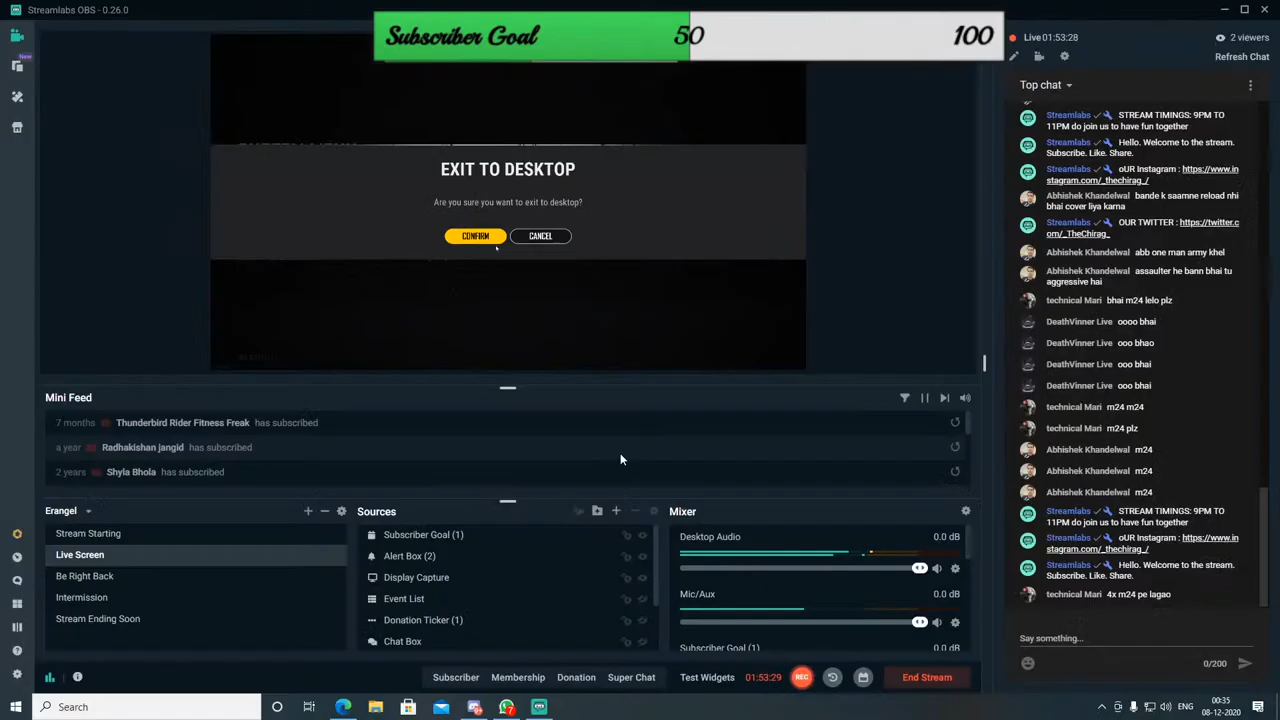 Streamlabs OBS - 0.26.0
Subscriber Goal 50 100
Live 01:53:28 2 viewers
Refresh Chat
New
EXIT TO DESKTOP
Are you sure you want to exit to desktop?
CONFIRM CANCEL
Top chat
Streamlabs STREAM TIMINGS: 9PM TO
11PM do join us to have fun together
Streamlabs Hello. Welcome to the stream.
Subscribe. Like. Share.
Streamlabs oUR Instagram : https://www.in
stagram.com/_thechirag_/
Abhishek Khandelwal bande k saamne reload nhi
bhai cover liya karna
Streamlabs OUR TWITTER : https://twitter.c
om/_TheChirag_
Abhishek Khandelwal abb one man army khel
Abhishek Khandelwal assaulter he bann bhai tu
aggressive hai
technical Mari bhai m24 lelo plz
DeathVinner Live oooo bhai
DeathVinner Live ooo bhao
DeathVinner Live ooo bhai
DeathVinner Live ooo bhai
technical Mari m24 m24
technical Mari m24 plz
Abhishek Khandelwal m24
Abhishek Khandelwal m24
Abhishek Khandelwal m24
Streamlabs STREAM TIMINGS: 9PM TO
11PM do join us to have fun together
Streamlabs oUR Instagram : https://www.in
stagram.com/_thechirag_/
Streamlabs Hello. Welcome to the stream.
Subscribe. Like. Share.
technical Mari 4x m24 pe lagao
Say something...
0/200
Mini Feed
7 months Thunderbird Rider Fitness Freak has subscribed
a year Radhakishan jangid has subscribed
2 years Shyla Bhola has subscribed
Erangel
Stream Starting
Live Screen
Be Right Back
Intermission
Stream Ending Soon
Sources
Subscriber Goal (1)
Alert Box (2)
Display Capture
Event List
Donation Ticker (1)
Chat Box
Mixer
Desktop Audio 0.0 dB
Mic/Aux 0.0 dB
Subscriber Goal (1) 0.0 dB
Subscriber Membership Donation Super Chat Test Widgets 01:53:29 REC End Stream
Search
7
ENG
00:35
08-12-2020